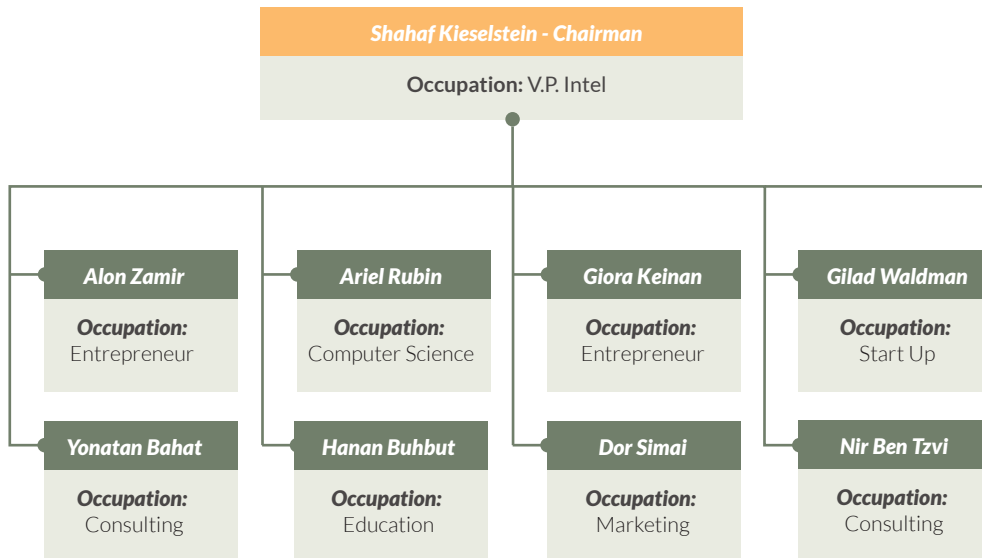 Shahaf Kieselstein - Chairman
Occupation: V.P. Intel
Alon Zamir
Occupation:
Entrepreneur
Ariel Rubin
Occupation:
Computer Science
Giora Keinan
Occupation:
Entrepreneur
Gilad Waldman
Occupation:
Start Up
Yonatan Bahat
Occupation:
Consulting
Hanan Buhbut
Occupation:
Education
Dor Simai
Occupation:
Marketing
Nir Ben Tzvi
Occupation:
Consulting